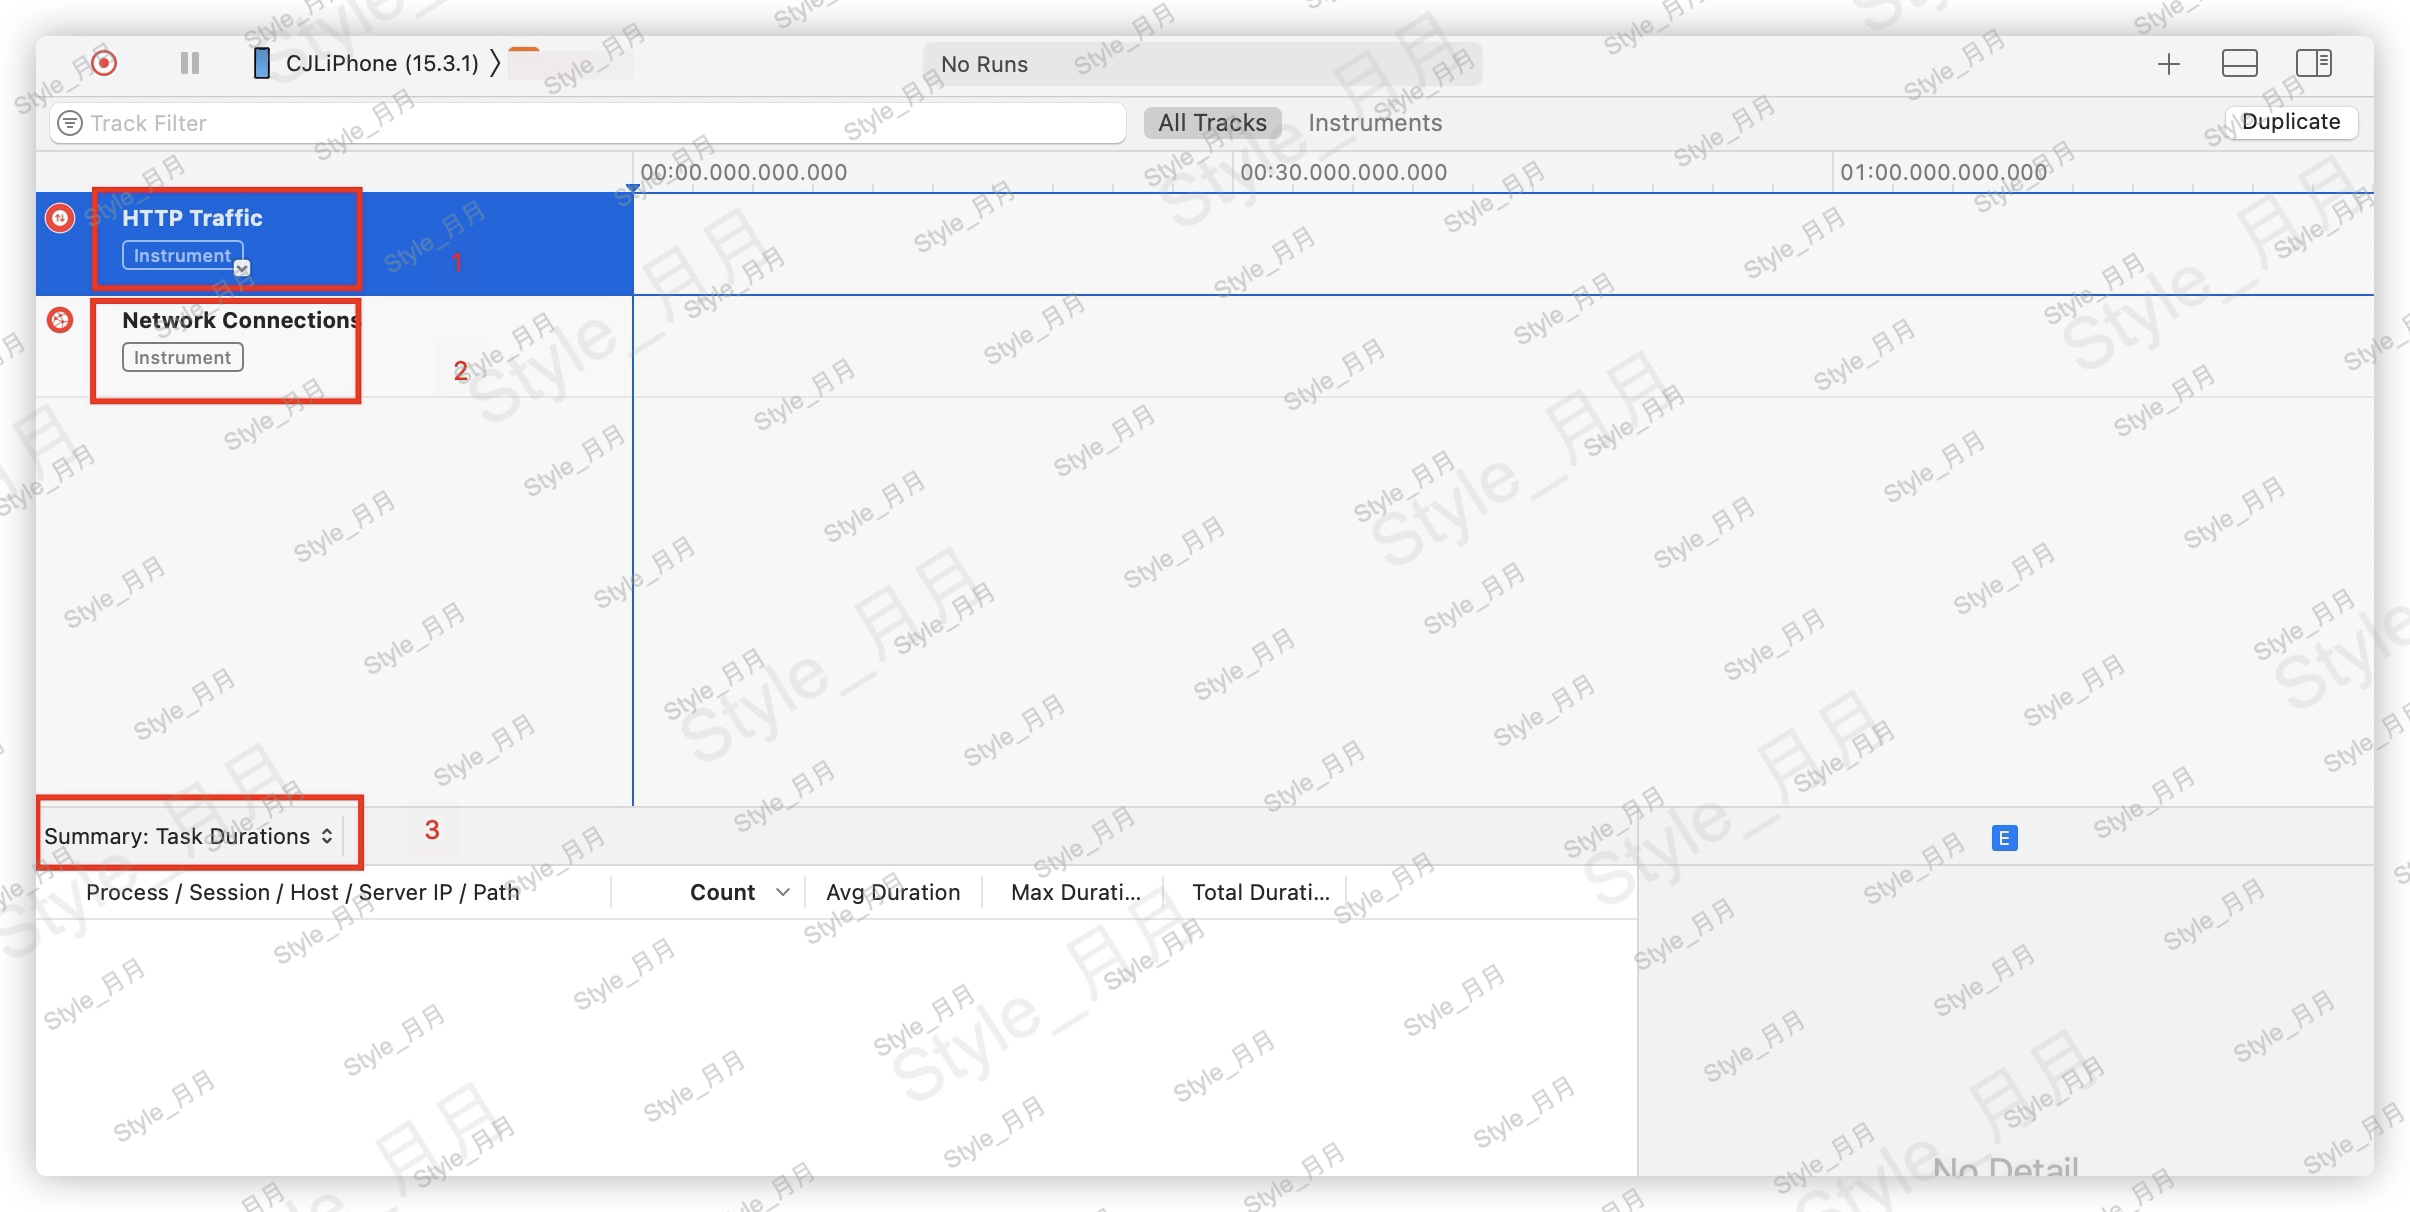 CJLiPhone (15.3.1) 〉
No Runs
Track Filter
All Tracks
Instruments
Duplicate
00:00.000.000.000
00:30.000.000.000
01:00.000.000.000
HTTP Traffic
Instrument
1
Network Connections
Instrument
2
Summary: Task Durations
3
E
Process / Session / Host / Server IP / Path
Count
Avg Duration
Max Durati...
Total Durati...
No Detail
Style_月月